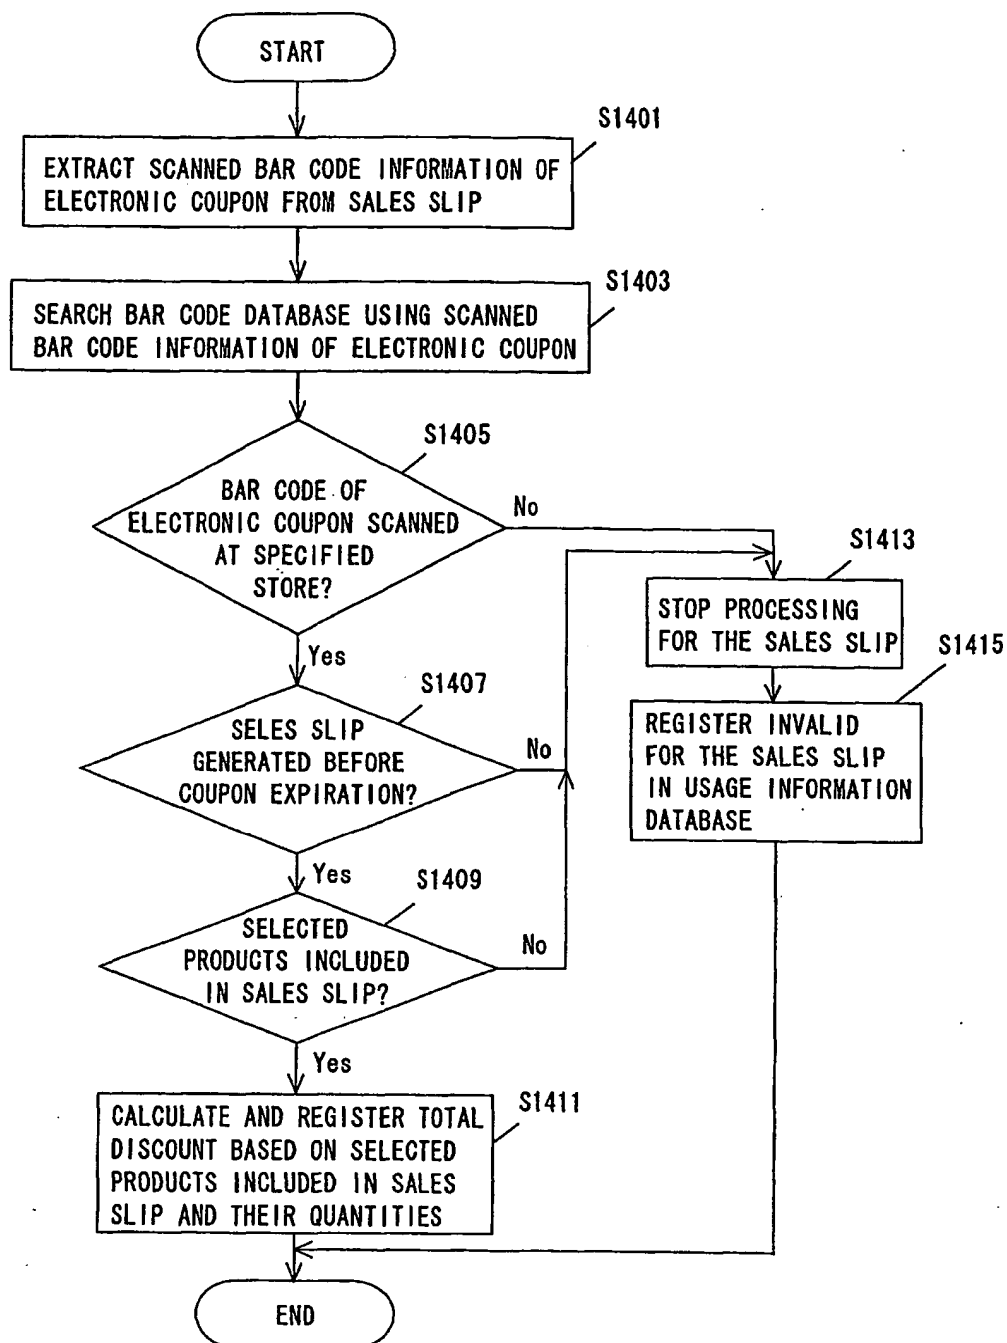 START
S1401
EXTRACT SCANNED BAR CODE INFORMATION OF
ELECTRONIC COUPON FROM SALES SLIP
S1403
SEARCH BAR CODE DATABASE USING SCANNED
BAR CODE INFORMATION OF ELECTRONIC COUPON
S1405
BAR CODE OF
ELECTRONIC COUPON SCANNED
AT SPECIFIED
STORE?
No
Yes
S1413
STOP PROCESSING
FOR THE SALES SLIP
S1415
REGISTER INVALID
FOR THE SALES SLIP
IN USAGE INFORMATION
DATABASE
S1407
SELES SLIP
GENERATED BEFORE
COUPON EXPIRATION?
No
Yes
S1409
SELECTED
PRODUCTS INCLUDED
IN SALES SLIP?
No
Yes
S1411
CALCULATE AND REGISTER TOTAL
DISCOUNT BASED ON SELECTED
PRODUCTS INCLUDED IN SALES
SLIP AND THEIR QUANTITIES
END